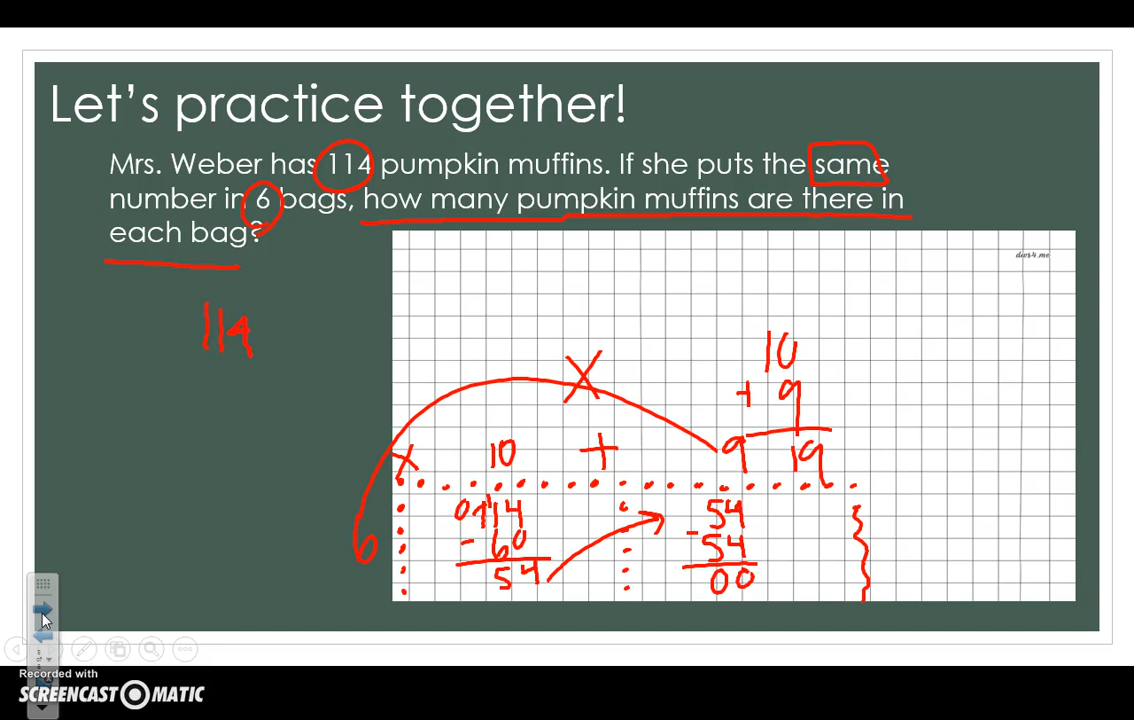 Let's practice together!
Mrs. Weber has 114 pumpkin muffins. If she puts the same
number in 6 bags, how many pumpkin muffins are there in
each bag?
114
10
+ 9
19
X
x 10 + 9
6
114
- 60
54
54
- 54
00
Recorded with
SCREENCAST MATIC